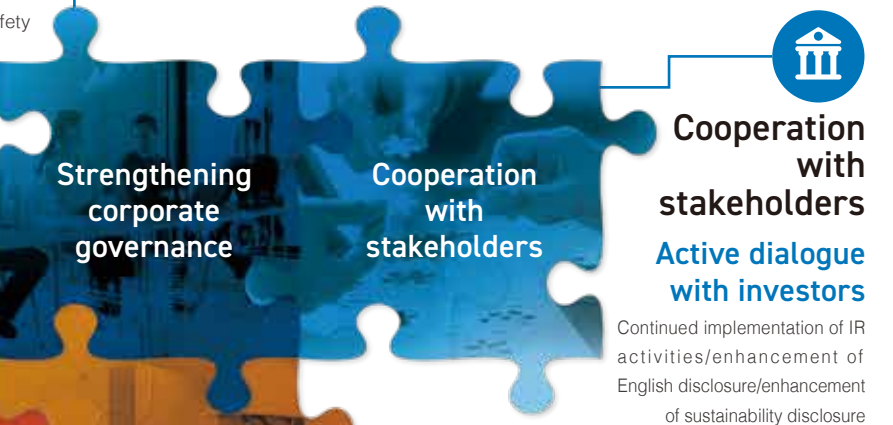 Strengthening
corporate
governance
Cooperation
with
stakeholders
Cooperation
with
stakeholders
Active dialogue
with investors
Continued implementation of IR
activities/enhancement of
English disclosure/enhancement
of sustainability disclosure